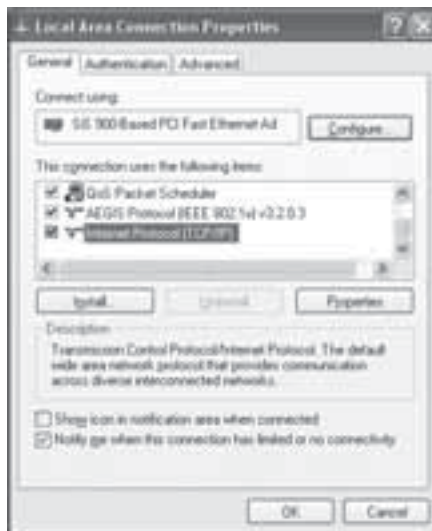 Local Area Connection Properties
General Authentication Advanced
Connect using:
SiS 900-Based PCI Fast Ethernet Ad
Configure...
This connection uses the following items:
QoS Packet Scheduler
AEGIS Protocol (IEEE 802.1x) v3.2.0.3
Internet Protocol (TCP/IP)
Install... Uninstall Properties
Description
Transmission Control Protocol/Internet Protocol. The default
wide area network protocol that provides communication
across diverse interconnected networks.
Show icon in notification area when connected
Notify me when this connection has limited or no connectivity
OK Cancel